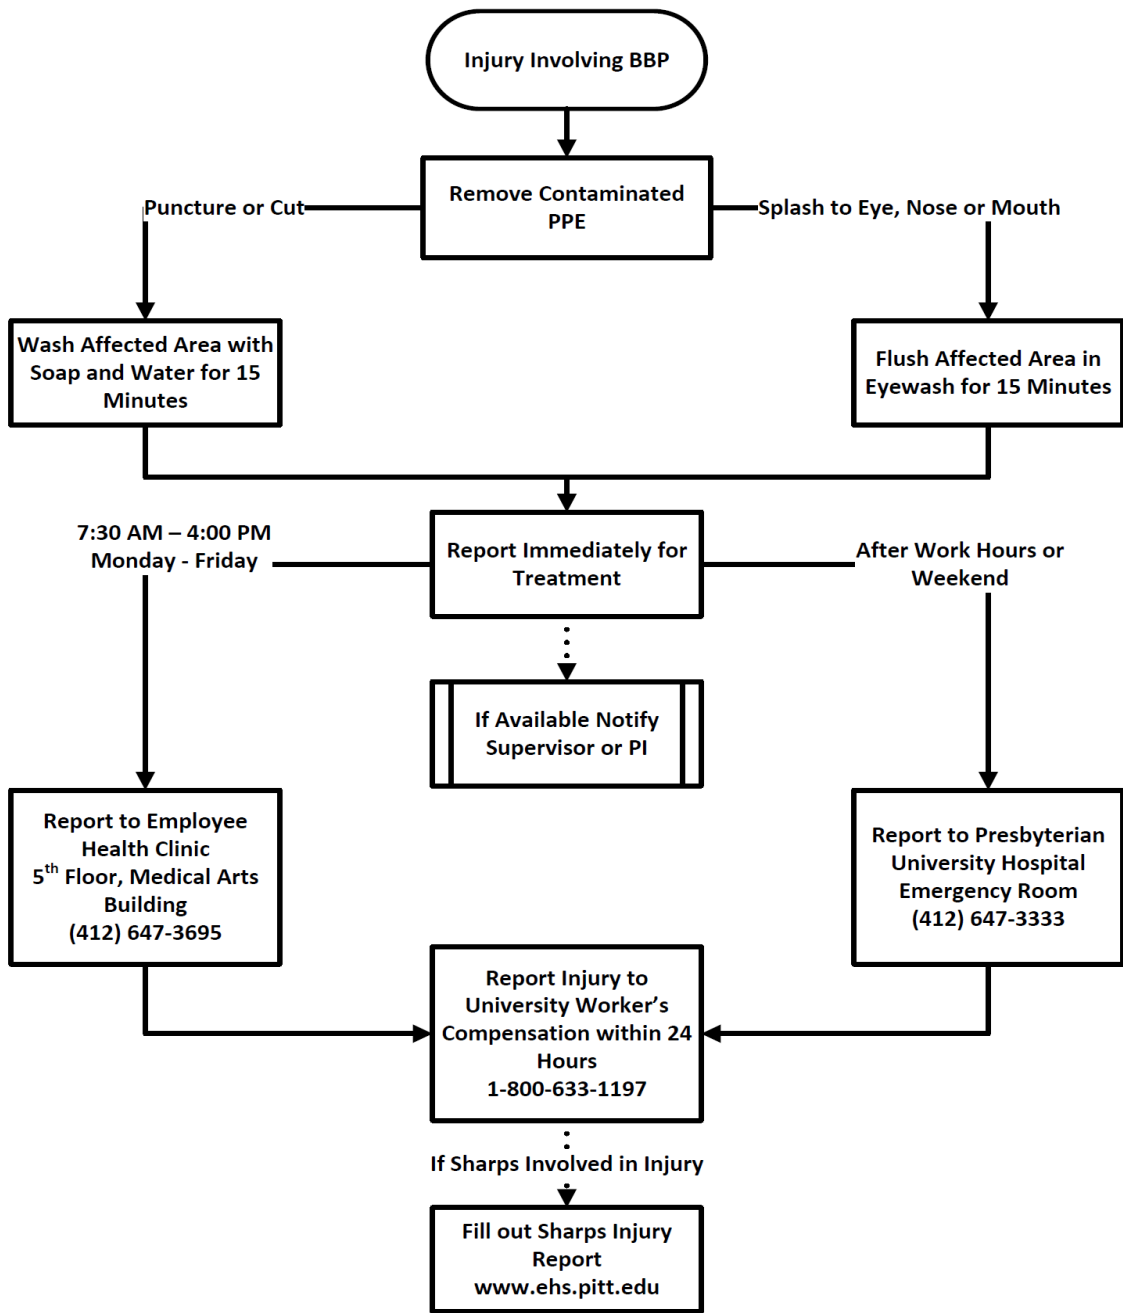 Injury Involving BBP
Remove Contaminated
PPE
Puncture or Cut
Splash to Eye, Nose or Mouth
Wash Affected Area with
Soap and Water for 15
Minutes
Flush Affected Area in
Eyewash for 15 Minutes
7:30 AM – 4:00 PM
Monday - Friday
Report Immediately for
Treatment
After Work Hours or
Weekend
If Available Notify
Supervisor or PI
Report to Employee
Health Clinic
5th Floor, Medical Arts
Building
(412) 647-3695
Report to Presbyterian
University Hospital
Emergency Room
(412) 647-3333
Report Injury to
University Worker’s
Compensation within 24
Hours
1-800-633-1197
If Sharps Involved in Injury
Fill out Sharps Injury
Report
www.ehs.pitt.edu